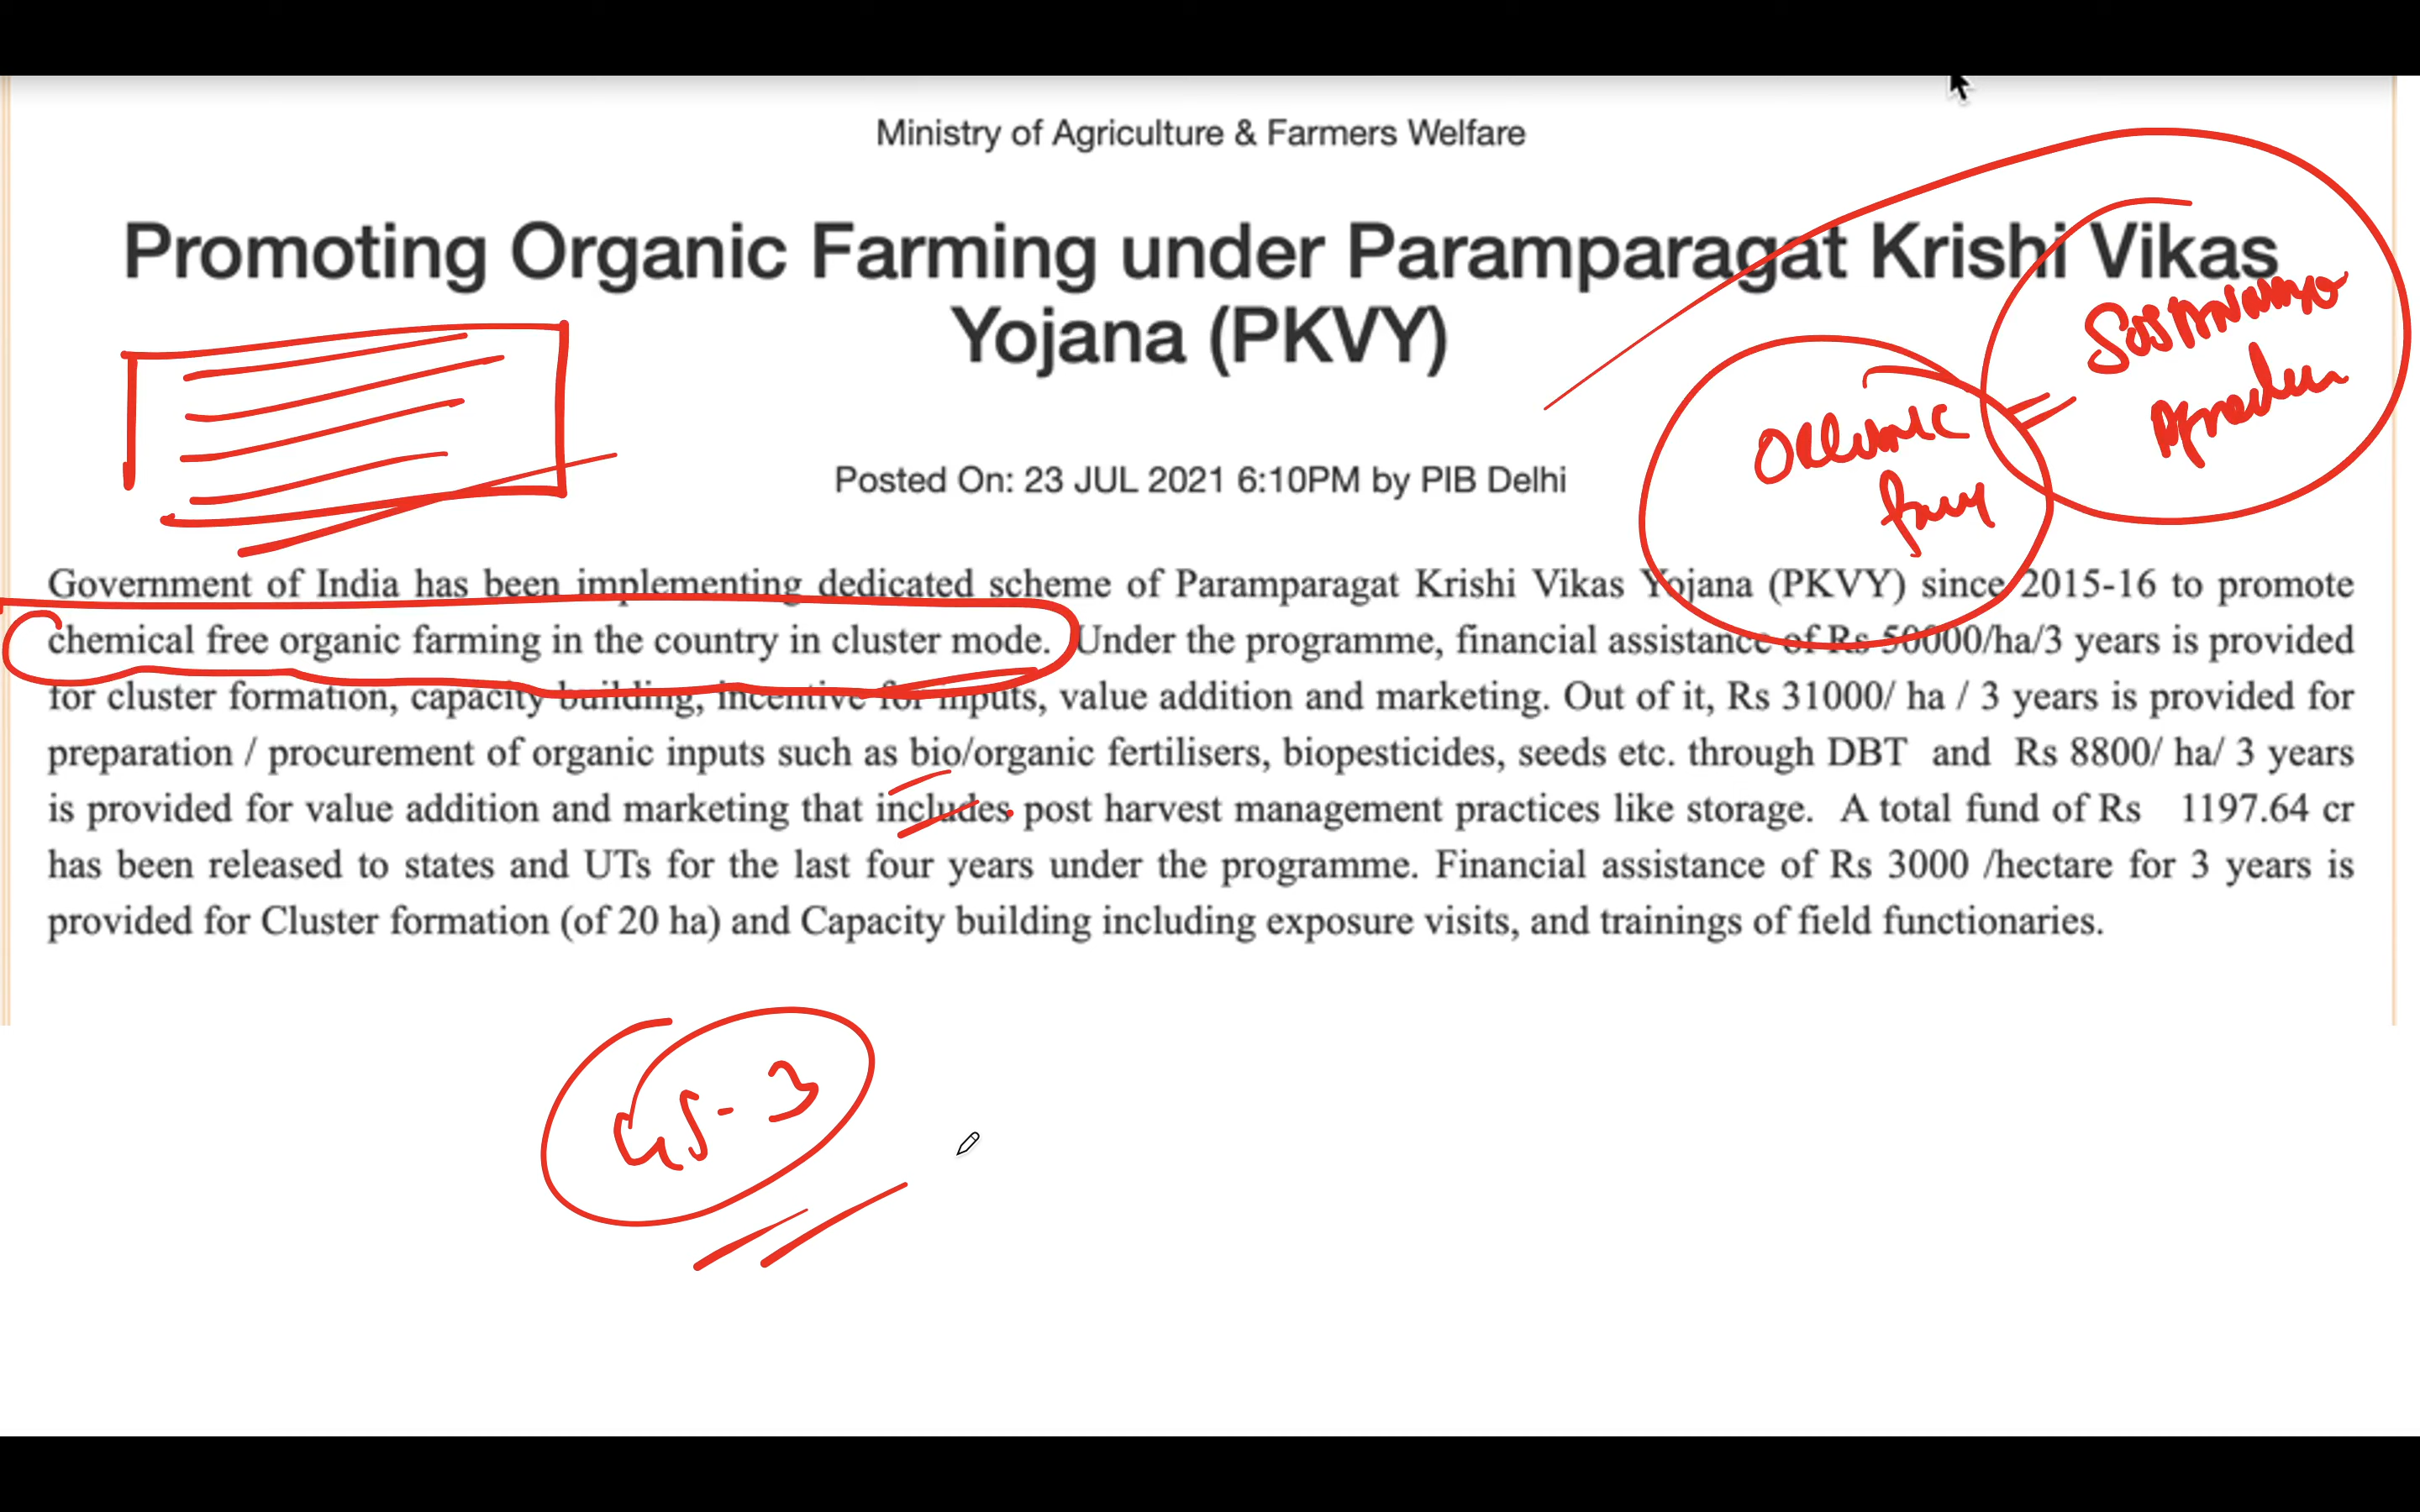 Ministry of Agriculture & Farmers Welfare
Promoting Organic Farming under Paramparagat Krishi Vikas
Yojana (PKVY)
Posted On: 23 JUL 2021 6:10PM by PIB Delhi
Government of India has been implementing dedicated scheme of Paramparagat Krishi Vikas Yojana (PKVY) since 2015-16 to promote
chemical free organic farming in the country in cluster mode. Under the programme, financial assistance of Rs 50000/ha/3 years is provided
for cluster formation, capacity building, incentive for inputs, value addition and marketing. Out of it, Rs 31000/ ha / 3 years is provided for
preparation / procurement of organic inputs such as bio/organic fertilisers, biopesticides, seeds etc. through DBT and Rs 8800/ ha/ 3 years
is provided for value addition and marketing that includes post harvest management practices like storage. A total fund of Rs 1197.64 cr
has been released to states and UTs for the last four years under the programme. Financial assistance of Rs 3000 /hectare for 3 years is
provided for Cluster formation (of 20 ha) and Capacity building including exposure visits, and trainings of field functionaries.
GS-3